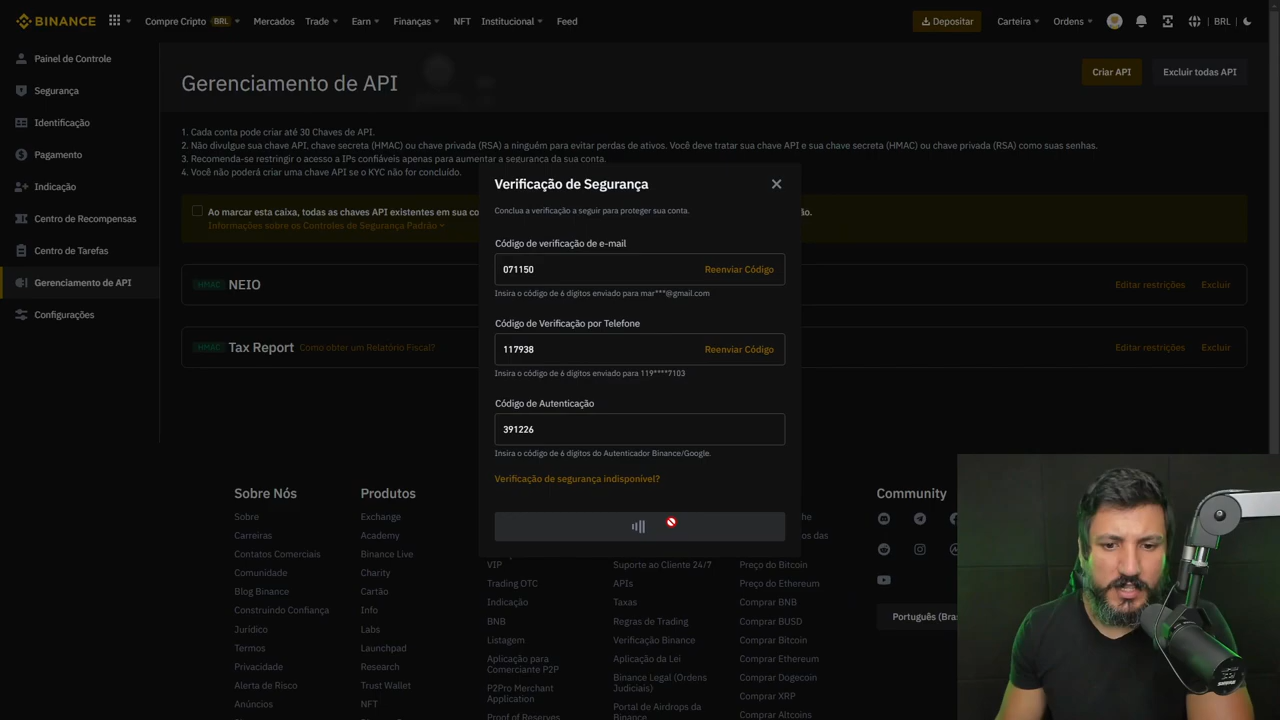 BINANCE
Compre Cripto BRL Mercados Trade Earn Finanças NFT Institucional Feed
Depositar Carteira Ordens BRL
Painel de Controle
Segurança
Identificação
Pagamento
Indicação
Centro de Recompensas
Centro de Tarefas
Gerenciamento de API
Configurações
Gerenciamento de API
Criar API Excluir todas API
1. Cada conta pode criar até 30 Chaves de API.
2. Não divulgue sua chave API, chave secreta (HMAC) ou chave privada (RSA) a ninguém para evitar perdas de ativos. Você deve tratar sua chave API e sua chave secreta (HMAC) ou chave privada (RSA) como suas senhas.
3. Recomenda-se restringir o acesso a IPs confiáveis apenas para aumentar a segurança da sua conta.
4. Você não poderá criar uma chave API se o KYC não for concluído.
Ao marcar esta caixa, todas as chaves API existentes em sua co
Informações sobre os Controles de Segurança Padrão
HMAC NEIO Editar restrições Excluir
HMAC Tax Report Como obter um Relatório Fiscal? Editar restrições Excluir
Verificação de Segurança
Conclua a verificação a seguir para proteger sua conta.
Código de verificação de e-mail
071150 Reenviar Código
Insira o código de 6 dígitos enviado para mar***@gmail.com
Código de Verificação por Telefone
117938 Reenviar Código
Insira o código de 6 dígitos enviado para 119****7103
Código de Autenticação
391226
Insira o código de 6 dígitos do Autenticador Binance/Google.
Verificação de segurança indisponível?
Sobre Nós
Sobre
Carreiras
Contatos Comerciais
Comunidade
Blog Binance
Construindo Confiança
Jurídico
Termos
Privacidade
Alerta de Risco
Anúncios
Produtos
Exchange
Academy
Binance Live
Charity
Cartão
Info
Labs
Launchpad
Research
Trust Wallet
NFT
VIP
Trading OTC
Indicação
BNB
Listagem
Aplicação para
Comerciante P2P
P2Pro Merchant
Application
Proof of Reserves
Suporte ao Cliente 24/7
APIs
Taxas
Regras de Trading
Verificação Binance
Aplicação da Lei
Binance Legal (Ordens
Judiciais)
Portal de Airdrops da
Binance
Preço do Bitcoin
Preço do Ethereum
Comprar BNB
Comprar BUSD
Comprar Bitcoin
Comprar Ethereum
Comprar Dogecoin
Comprar XRP
Comprar Altcoins
Community
Português (Bras